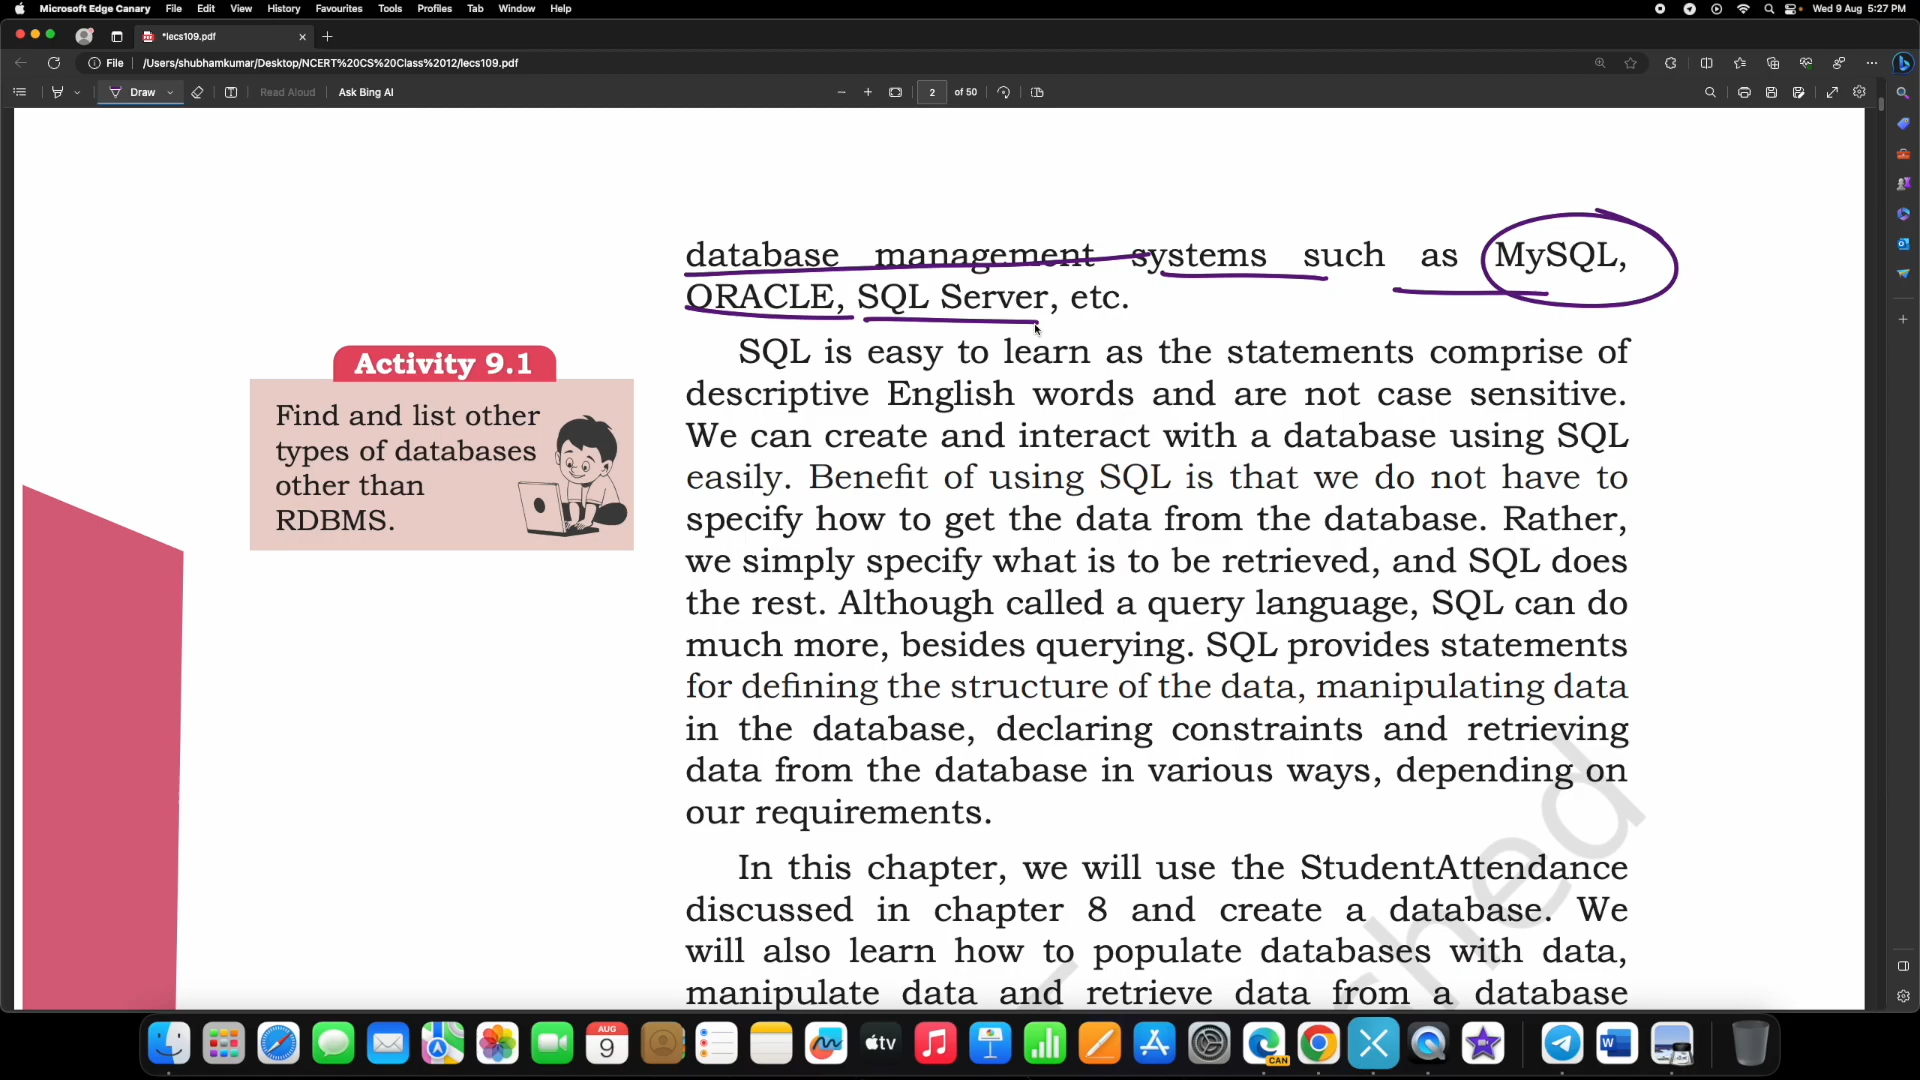 Microsoft Edge Canary File Edit View History Favourites Tools Profiles Tab Window Help Wed 9 Aug 5:27 PM
*lecs109.pdf
File /Users/shubhamkumar/Desktop/NCERT%20CS%20Class%2012/lecs109.pdf
Draw Read Aloud Ask Bing AI 2 of 50
database management systems such as MySQL,
ORACLE, SQL Server, etc.
SQL is easy to learn as the statements comprise of
descriptive English words and are not case sensitive.
We can create and interact with a database using SQL
easily. Benefit of using SQL is that we do not have to
specify how to get the data from the database. Rather,
we simply specify what is to be retrieved, and SQL does
the rest. Although called a query language, SQL can do
much more, besides querying. SQL provides statements
for defining the structure of the data, manipulating data
in the database, declaring constraints and retrieving
data from the database in various ways, depending on
our requirements.
In this chapter, we will use the StudentAttendance
discussed in chapter 8 and create a database. We
will also learn how to populate databases with data,
manipulate data and retrieve data from a database
Activity 9.1
Find and list other
types of databases
other than
RDBMS.
hed
AUG
9
tv
CAN
W